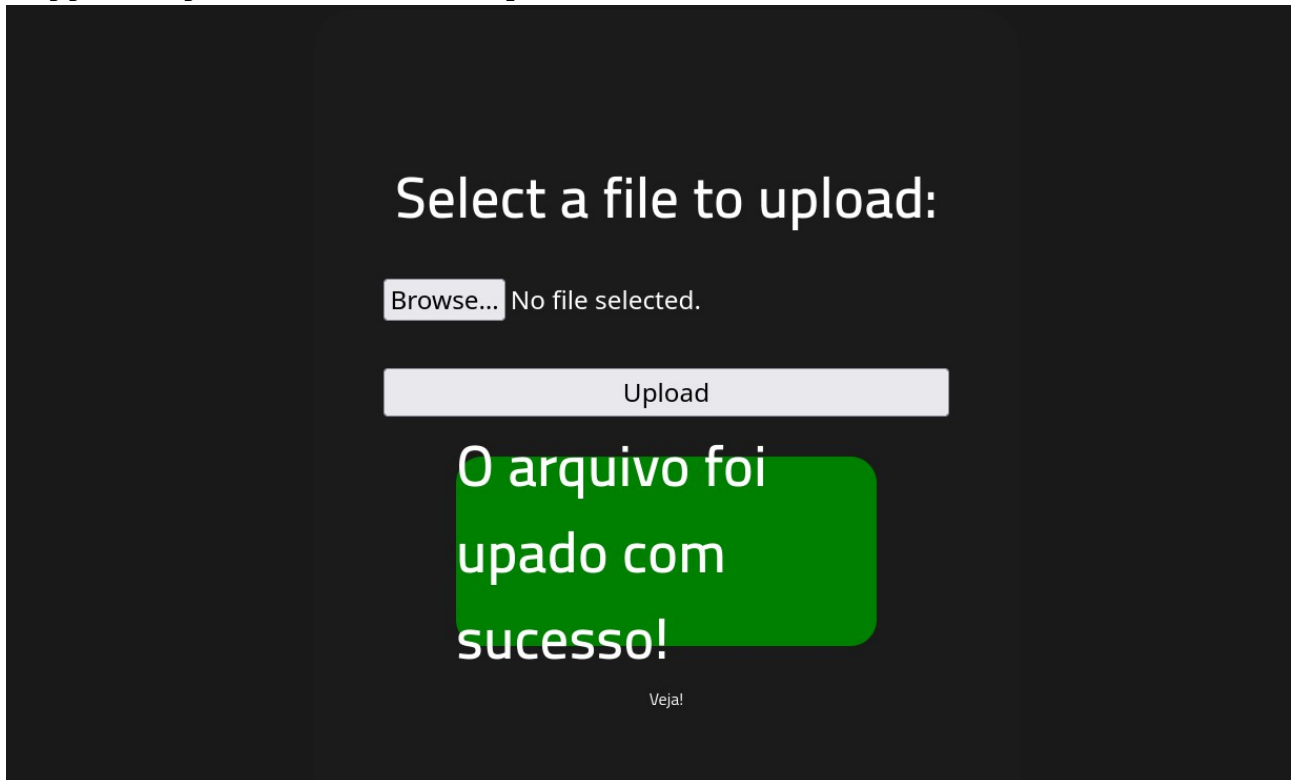 Select a file to upload:
Browse... No file selected.
Upload
O arquivo foi
upado com
sucesso!
Veja!